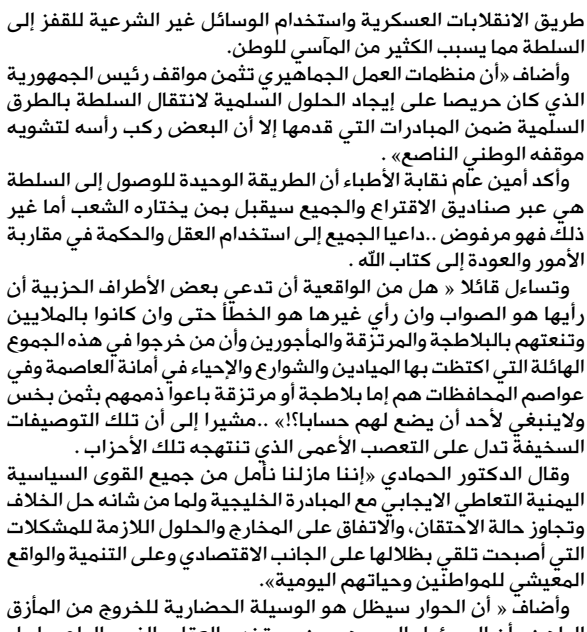 طريق الانقلابات العسكرية واستخدام الوسائل غير الشرعية للقفز إلى
السلطة مما يسبب الكثير من المآسي للوطن.
وأضاف «أن منظمات العمل الجماهيري تثمن مواقف رئيس الجمهورية
الذي كان حريصا على إيجاد الحلول السلمية لانتقال السلطة بالطرق
السلمية ضمن المبادرات التي قدمها إلا أن البعض ركب رأسه لتشويه
موقفه الوطني الناصع» .
وأكد أمين عام نقابة الأطباء أن الطريقة الوحيدة للوصول إلى السلطة
هي عبر صناديق الاقتراع والجميع سيقبل بمن يختاره الشعب أما غير
ذلك فهو مرفوض ..داعيا الجميع إلى استخدام العقل والحكمة في مقاربة
الأمور والعودة إلى كتاب الله .
وتساءل قائلا « هل من الواقعية أن تدعي بعض الأطراف الحزبية أن
رأيها هو الصواب وان رأي غيرها هو الخطأ حتى وان كانوا بالملايين
وتنعتهم بالبلاطجة والمرتزقة والمأجورين وأن من خرجوا في هذه الجموع
الهائلة التي اكتظت بها الميادين والشوارع والإحياء في أمانة العاصمة وفي
عواصم المحافظات هم إما بلاطجة أو مرتزقة باعوا ذممهم بثمن بخس
ولاينبغي لأحد أن يضع لهم حسابا؟!» ..مشيرا إلى أن تلك التوصيفات
السخيفة تدل على التعصب الأعمى الذي تنتهجه تلك الأحزاب .
وقال الدكتور الحمادي «إننا مازلنا نأمل من جميع القوى السياسية
اليمنية التعاطي الايجابي مع المبادرة الخليجية ولما من شانه حل الخلاف
وتجاوز حالة الاحتقان، والاتفاق على المخارج والحلول اللازمة للمشكلات
التي أصبحت تلقي بظلالها على الجانب الاقتصادي وعلى التنمية والواقع
المعيشي للمواطنين وحياتهم اليومية».
وأضاف « أن الحوار سيظل هو الوسيلة الحضارية للخروج من المأزق